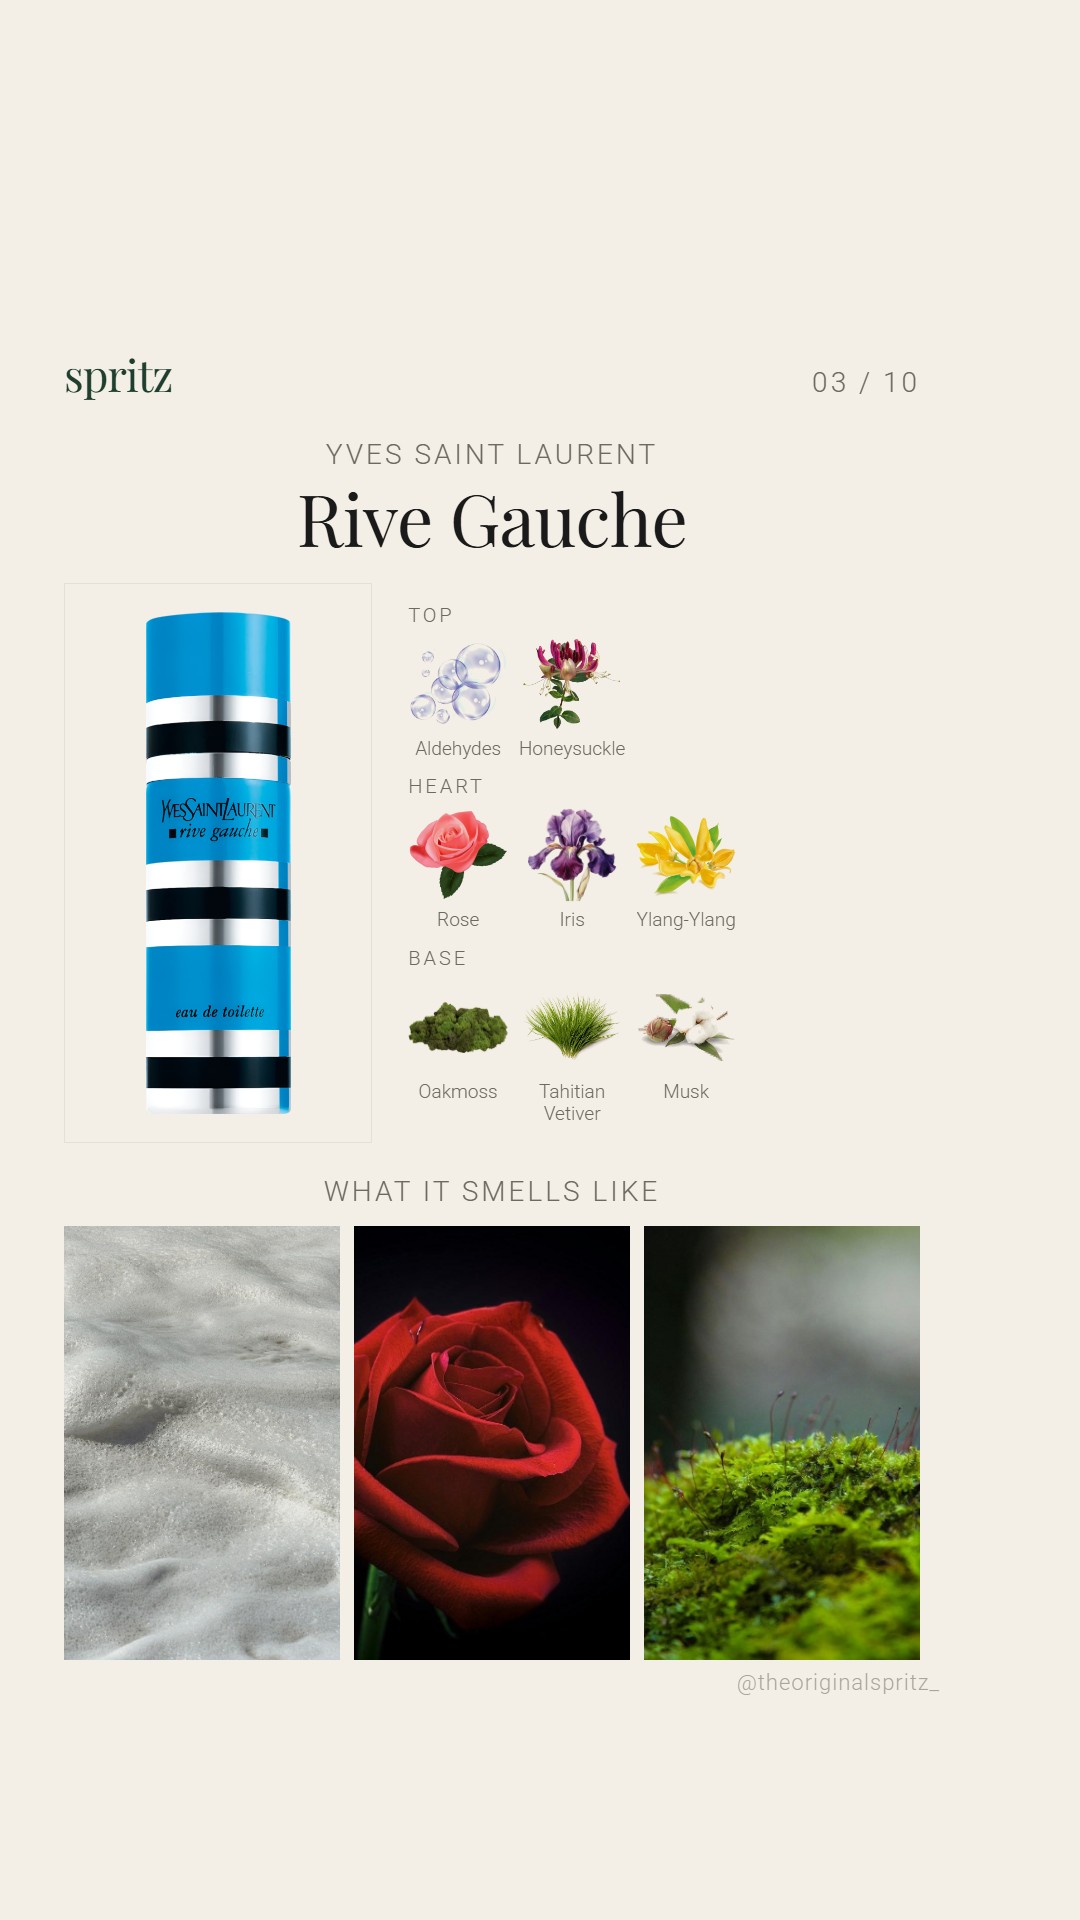 spritz
03 / 10
YVES SAINT LAURENT
Rive Gauche
YVESSAINTLAURENT
rive gauche
eau de toilette
TOP
Aldehydes
Honeysuckle
HEART
Rose
Iris
Ylang-Ylang
BASE
Oakmoss
Tahitian
Vetiver
Musk
WHAT IT SMELLS LIKE
@theoriginalspritz_